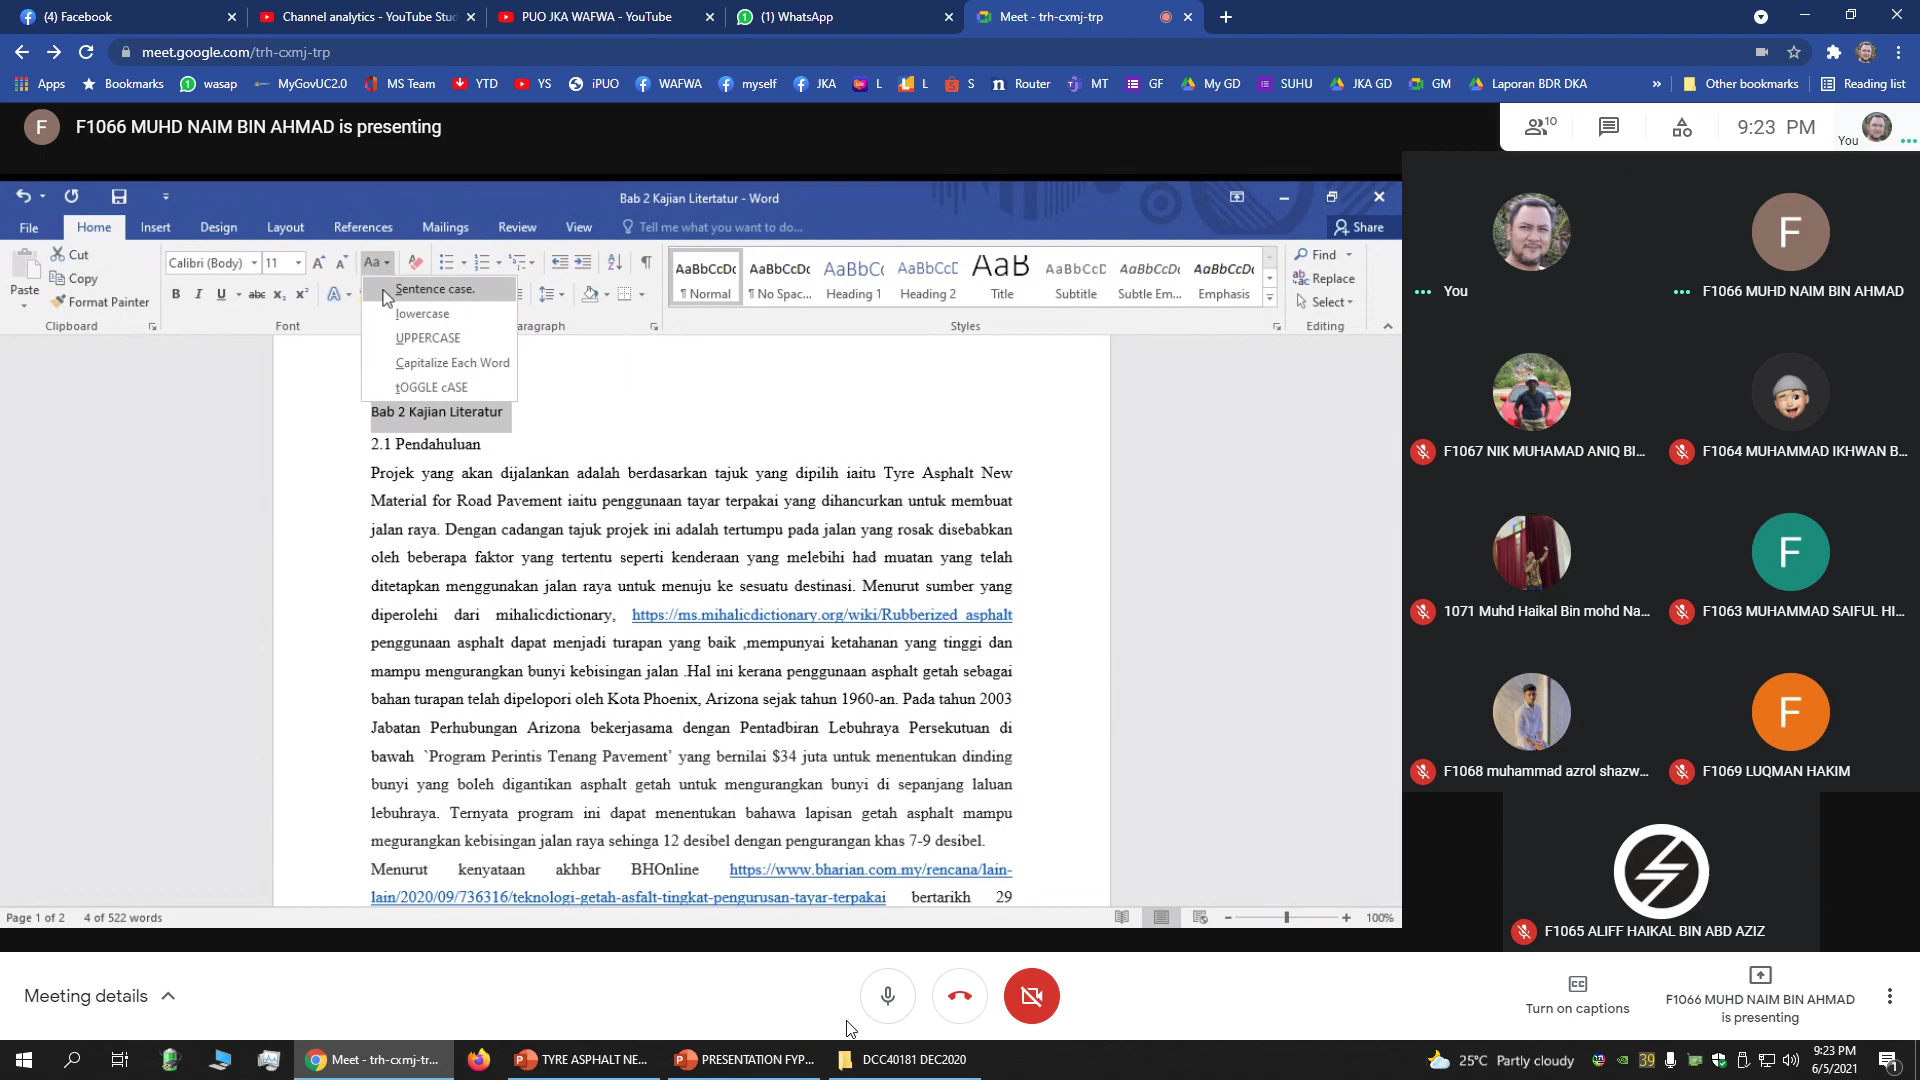 (4) Facebook
Channel analytics - YouTube Stud
PUO JKA WAFWA - YouTube
(1) WhatsApp
Meet - trh-cxmj-trp
meet.google.com/trh-cxmj-trp
Apps
Bookmarks
wasap
MyGovUC2.0
MS Team
YTD
YS
iPUO
WAFWA
myself
JKA
L
L
S
Router
MT
GF
My GD
SUHU
JKA GD
GM
Laporan BDR DKA
Other bookmarks
Reading list
F
F1066 MUHD NAIM BIN AHMAD is presenting
10
9:23 PM
You
Bab 2 Kajian Litertatur - Word
File
Home
Insert
Design
Layout
References
Mailings
Review
View
Tell me what you want to do...
Share
Paste
Cut
Copy
Format Painter
Clipboard
Calibri (Body)
11
Aa
B I U abc x₂ x²
A
Font
Sentence case.
lowercase
UPPERCASE
Capitalize Each Word
tOGGLE cASE
aragraph
AaBbCcDc
¶ Normal
AaBbCcDc
¶ No Spac...
AaBbCc
Heading 1
AaBbCcD
Heading 2
AaB
Title
AaBbCcD
Subtitle
AaBbCcDc
Subtle Em...
AaBbCcDc
Emphasis
Styles
Find
Replace
Select
Editing
Bab 2 Kajian Literatur
2.1 Pendahuluan
Projek yang akan dijalankan adalah berdasarkan tajuk yang dipilih iaitu Tyre Asphalt New
Material for Road Pavement iaitu penggunaan tayar terpakai yang dihancurkan untuk membuat
jalan raya. Dengan cadangan tajuk projek ini adalah tertumpu pada jalan yang rosak disebabkan
oleh beberapa faktor yang tertentu seperti kenderaan yang melebihi had muatan yang telah
ditetapkan menggunakan jalan raya untuk menuju ke sesuatu destinasi. Menurut sumber yang
diperolehi dari mihalicdictionary, https://ms.mihalicdictionary.org/wiki/Rubberized_asphalt
penggunaan asphalt dapat menjadi turapan yang baik ,mempunyai ketahanan yang tinggi dan
mampu mengurangkan bunyi kebisingan jalan .Hal ini kerana penggunaan asphalt getah sebagai
bahan turapan telah dipelopori oleh Kota Phoenix, Arizona sejak tahun 1960-an. Pada tahun 2003
Jabatan Perhubungan Arizona bekerjasama dengan Pentadbiran Lebuhraya Persekutuan di
bawah `Program Perintis Tenang Pavement' yang bernilai $34 juta untuk menentukan dinding
bunyi yang boleh digantikan asphalt getah untuk mengurangkan bunyi di sepanjang laluan
lebuhraya. Ternyata program ini dapat menentukan bahawa lapisan getah asphalt mampu
megurangkan kebisingan jalan raya sehinga 12 desibel dengan pengurangan khas 7-9 desibel.
Menurut kenyataan akhbar BHOnline https://www.bharian.com.my/rencana/lain-
lain/2020/09/736316/teknologi-getah-asfalt-tingkat-pengurusan-tayar-terpakai bertarikh 29
Page 1 of 2
4 of 522 words
100%
You
F
F1066 MUHD NAIM BIN AHMAD
F1067 NIK MUHAMAD ANIQ BI...
F1064 MUHAMMAD IKHWAN B...
1071 Muhd Haikal Bin mohd Na...
F
F1063 MUHAMMAD SAIFUL HI...
F1068 muhammad azrol shazw...
F
F1069 LUQMAN HAKIM
F1065 ALIFF HAIKAL BIN ABD AZIZ
Meeting details
Turn on captions
F1066 MUHD NAIM BIN AHMAD
is presenting
Meet - trh-cxmj-tr...
TYRE ASPHALT NE...
PRESENTATION FYP...
DCC40181 DEC2020
25°C Partly cloudy
39
9:23 PM
6/5/2021
1